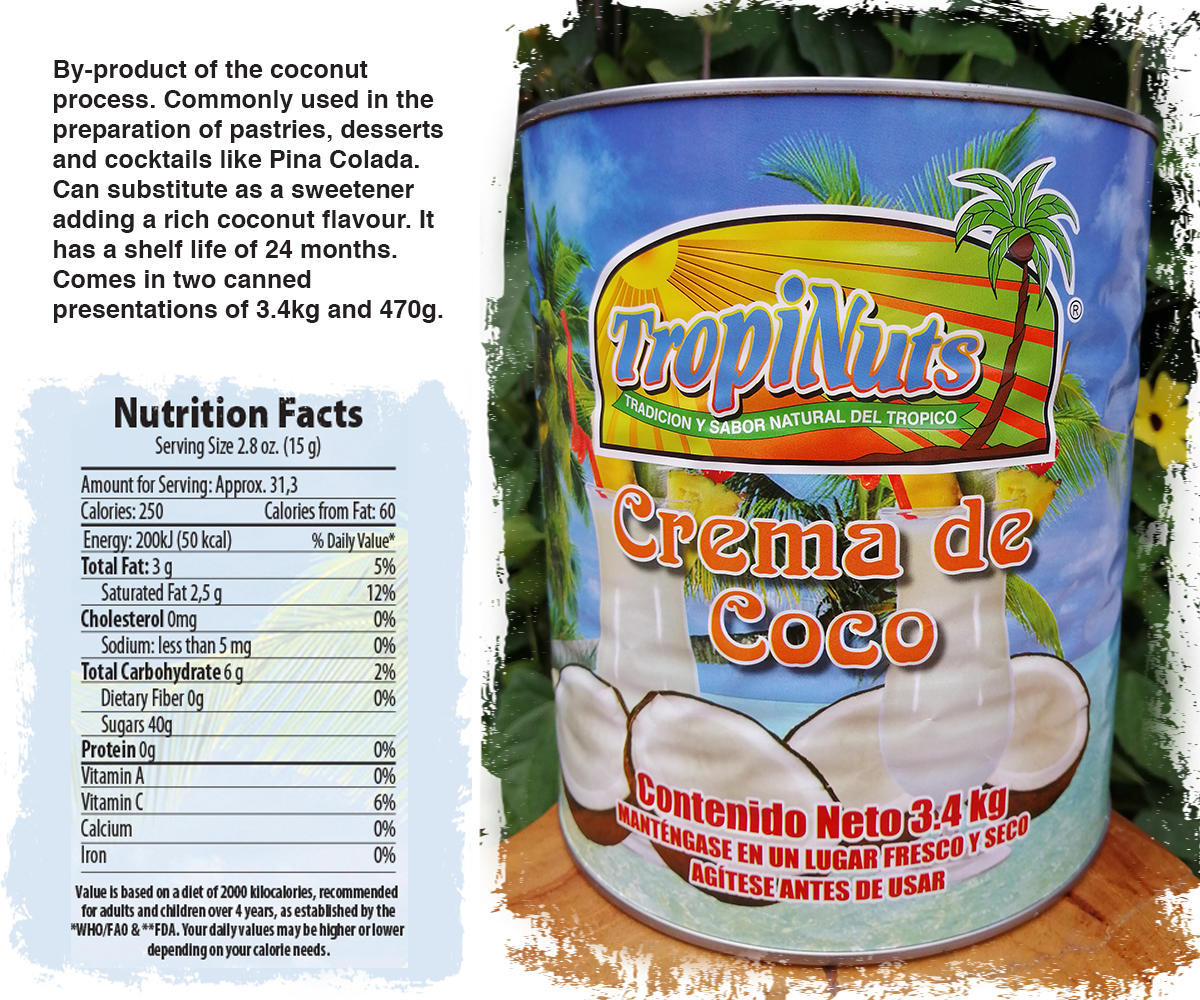 By-product of the coconut
process. Commonly used in the
preparation of pastries, desserts
and cocktails like Pina Colada.
Can substitute as a sweetener
adding a rich coconut flavour. It
has a shelf life of 24 months.
Comes in two canned
presentations of 3.4kg and 470g.
Nutrition Facts
Serving Size 2.8 oz. (15 g)
Amount for Serving: Approx. 31,3
Calories: 250 Calories from Fat: 60
Energy: 200kJ (50 kcal) % Daily Value*
Total Fat: 3 g 5%
Saturated Fat 2,5 g 12%
Cholesterol 0mg 0%
Sodium: less than 5 mg 0%
Total Carbohydrate 6 g 2%
Dietary Fiber 0g 0%
Sugars 40g
Protein 0g 0%
Vitamin A 0%
Vitamin C 6%
Calcium 0%
Iron 0%
Value is based on a diet of 2000 kilocalories, recommended
for adults and children over 4 years, as established by the
*WHO/FAO & **FDA. Your daily values may be higher or lower
depending on your calorie needs.
TropiNuts ®
TRADICION Y SABOR NATURAL DEL TROPICO
Crema de
Coco
Contenido Neto 3.4 kg
MANTÉNGASE EN UN LUGAR FRESCO Y SECO
AGÍTESE ANTES DE USAR